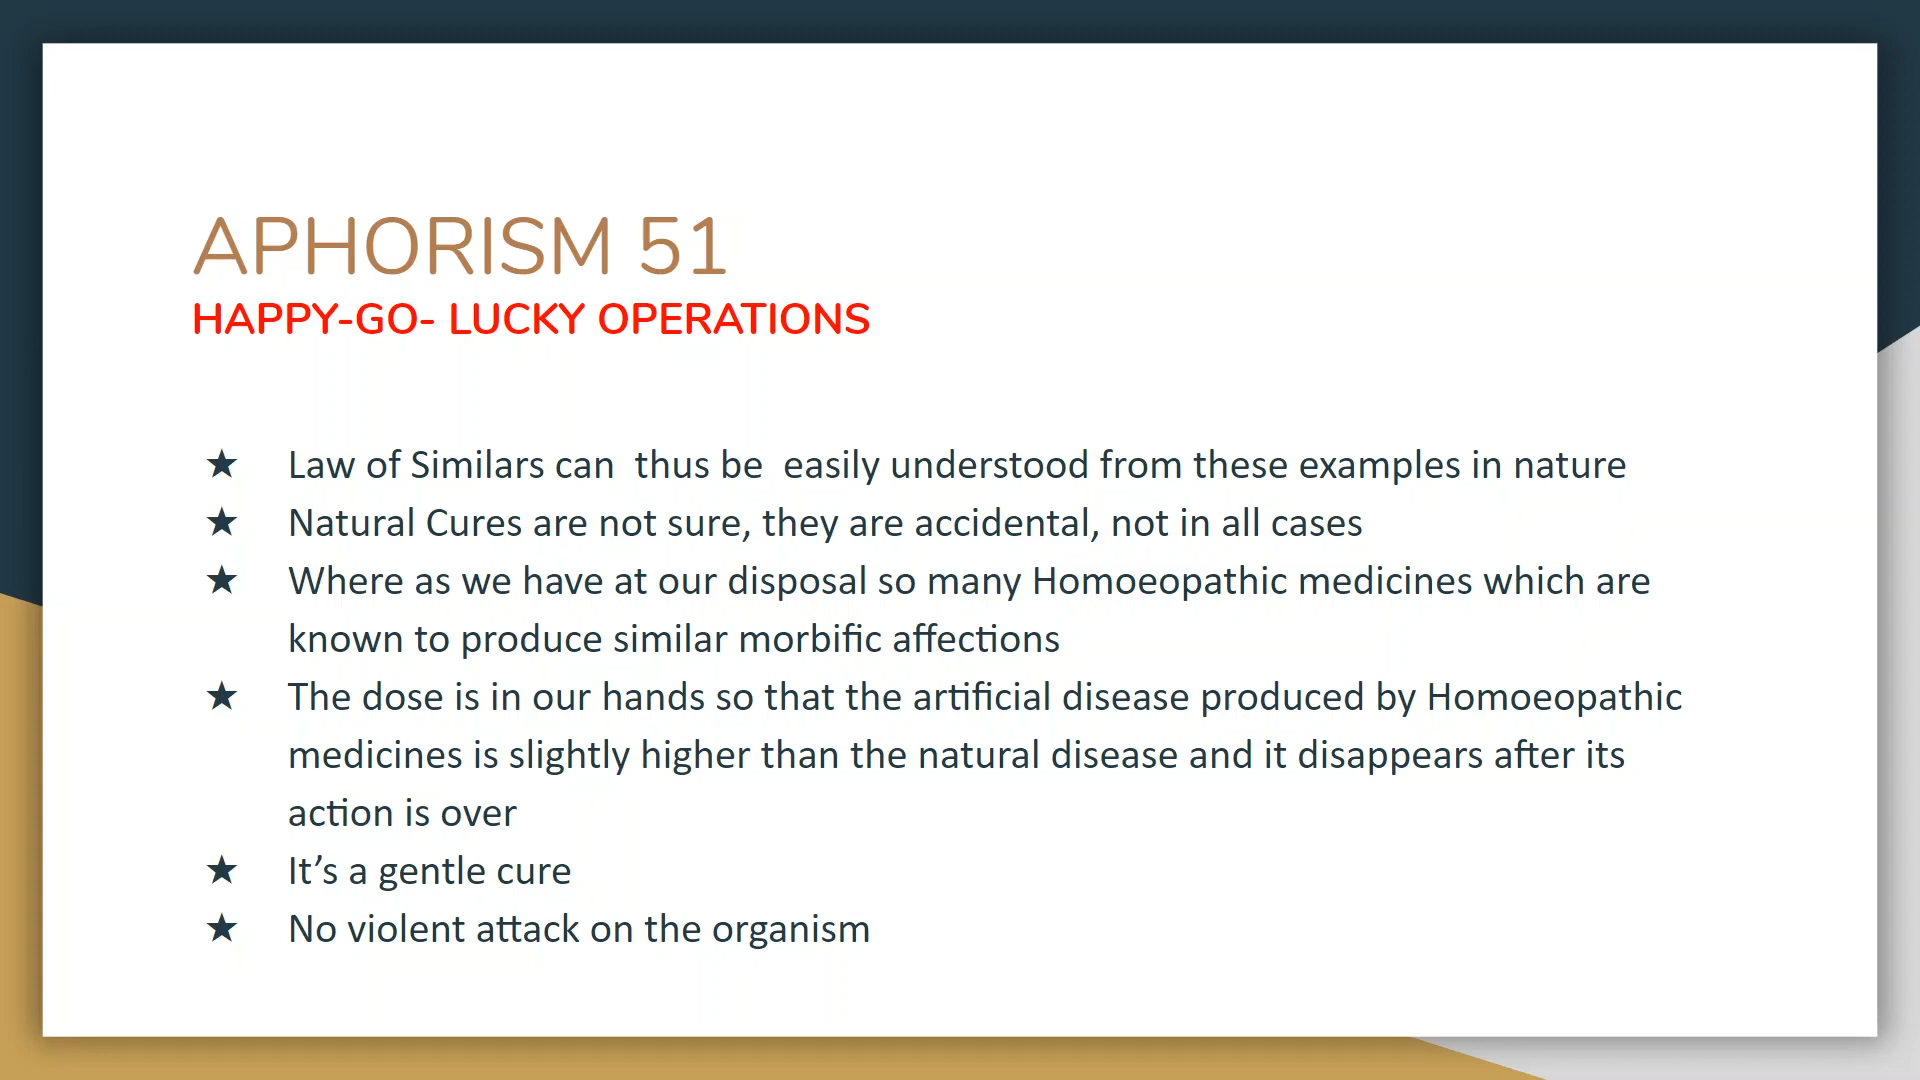 APHORISM 51
HAPPY-GO- LUCKY OPERATIONS
★ Law of Similars can  thus be  easily understood from these examples in nature
★ Natural Cures are not sure, they are accidental, not in all cases
★ Where as we have at our disposal so many Homoeopathic medicines which are
known to produce similar morbific affections
★ The dose is in our hands so that the artificial disease produced by Homoeopathic
medicines is slightly higher than the natural disease and it disappears after its
action is over
★ It’s a gentle cure
★ No violent attack on the organism